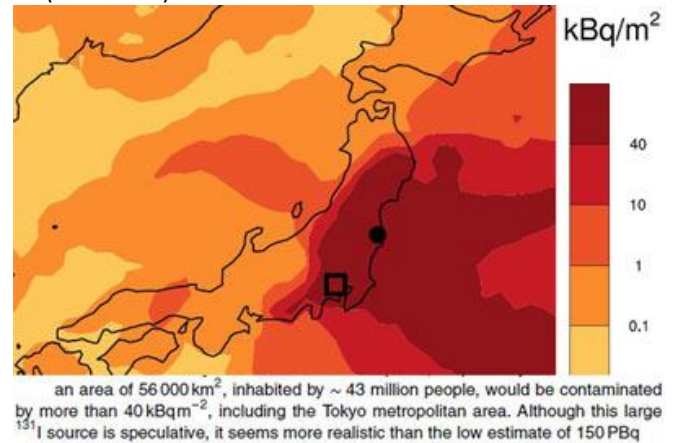 kBq/m²
40
10
1
0.1
an area of 56 000 km², inhabited by ~ 43 million people, would be contaminated
by more than 40 kBq m⁻², including the Tokyo metropolitan area. Although this large
¹³¹I source is speculative, it seems more realistic than the low estimate of 150 PBq